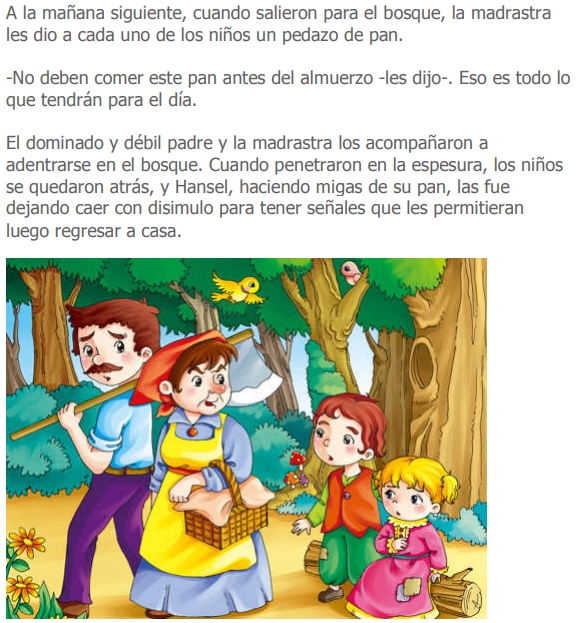 A la mañana siguiente, cuando salieron para el bosque, la madrastra
les dio a cada uno de los niños un pedazo de pan.
-No deben comer este pan antes del almuerzo -les dijo-. Eso es todo lo
que tendrán para el día.
El dominado y débil padre y la madrastra los acompañaron a
adentrarse en el bosque. Cuando penetraron en la espesura, los niños
se quedaron atrás, y Hansel, haciendo migas de su pan, las fue
dejando caer con disimulo para tener señales que les permitieran
luego regresar a casa.